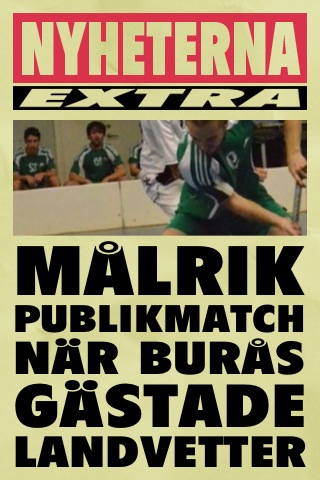 NYHETERNA
EXTRA
MÅLRIK
PUBLIKMATCH
NÄR BURÅS
GÄSTADE
LANDVETTER